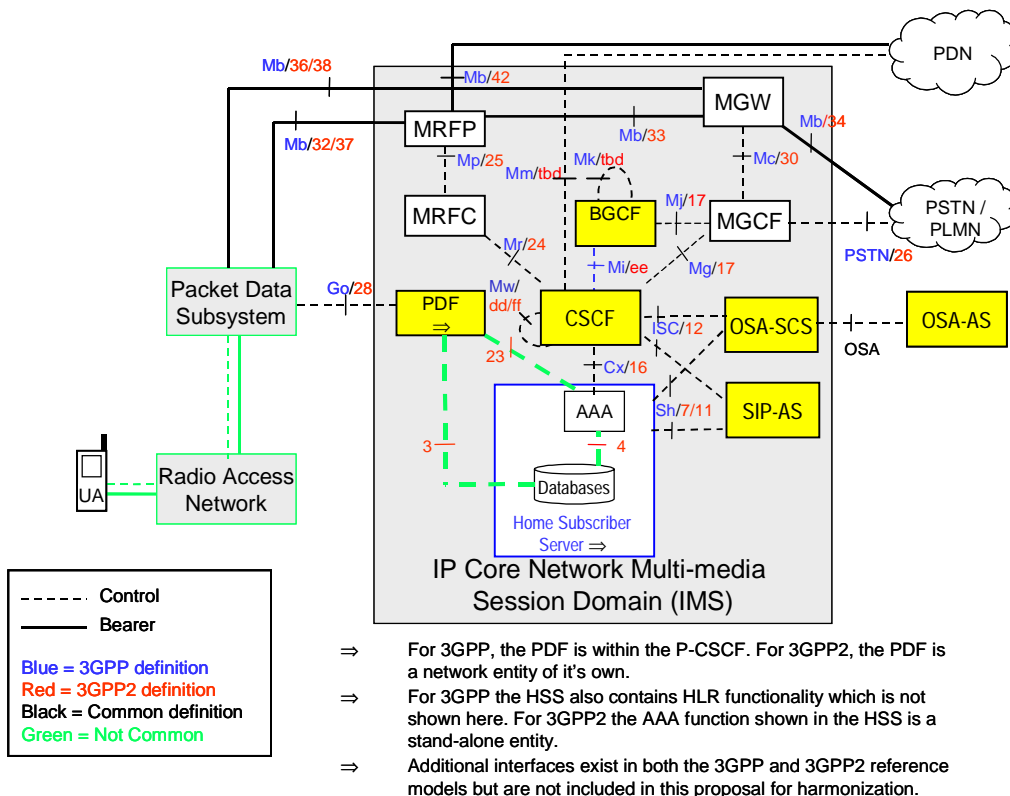 PDN
Mb/36/38
Mb/42
MGW
MRFP
Mb/32/37
Mb/33
Mb/34
Mp/25
Mk/tbd
Mm/tbd
Mc/30
MRFC
BGCF
Mj/17
MGCF
PSTN /
PLMN
Mr/24
Mi/ee
Mg/17
PSTN/26
Packet Data
Subsystem
Go/28
PDF
⇒
Mw/
dd/ff
CSCF
ISC/12
OSA-SCS
OSA
OSA-AS
23
Cx/16
AAA
Sh/7/11
SIP-AS
3
4
UA
Radio Access
Network
Databases
Home Subscriber
Server ⇒
IP Core Network Multi-media
Session Domain (IMS)
Control
Bearer
Blue = 3GPP definition
Red = 3GPP2 definition
Black = Common definition
Green = Not Common
⇒ For 3GPP, the PDF is within the P-CSCF. For 3GPP2, the PDF is
a network entity of it's own.
⇒ For 3GPP the HSS also contains HLR functionality which is not
shown here. For 3GPP2 the AAA function shown in the HSS is a
stand-alone entity.
⇒ Additional interfaces exist in both the 3GPP and 3GPP2 reference
models but are not included in this proposal for harmonization.